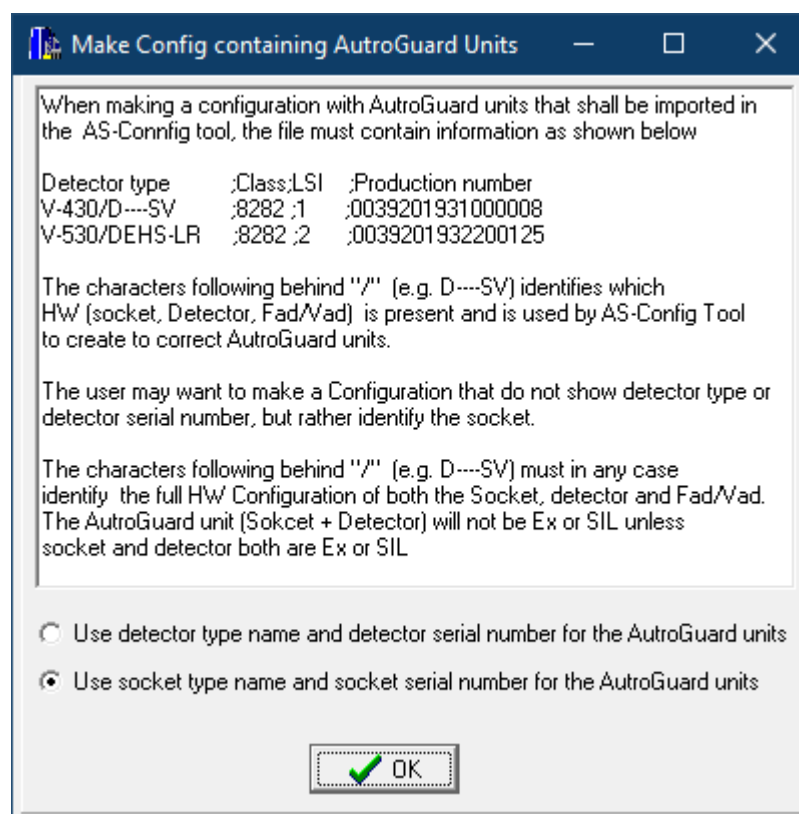 Make Config containing AutroGuard Units
When making a configuration with AutroGuard units that shall be imported in
the AS-Connfig tool, the file must contain information as shown below
Detector type ;Class;LSI ;Production number
V-430/D----SV ;8282 ;1 ;0039201931000008
V-530/DEHS-LR ;8282 ;2 ;0039201932200125
The characters following behind "/" (e.g. D----SV) identifies which
HW (socket, Detector, Fad/Vad) is present and is used by AS-Config Tool
to create to correct AutroGuard units.
The user may want to make a Configuration that do not show detector type or
detector serial number, but rather identify the socket.
The characters following behind "/" (e.g. D----SV) must in any case
identify the full HW Configuration of both the Socket, detector and Fad/Vad.
The AutroGuard unit (Sokcet + Detector) will not be Ex or SIL unless
socket and detector both are Ex or SIL
Use detector type name and detector serial number for the AutroGuard units
Use socket type name and socket serial number for the AutroGuard units
OK